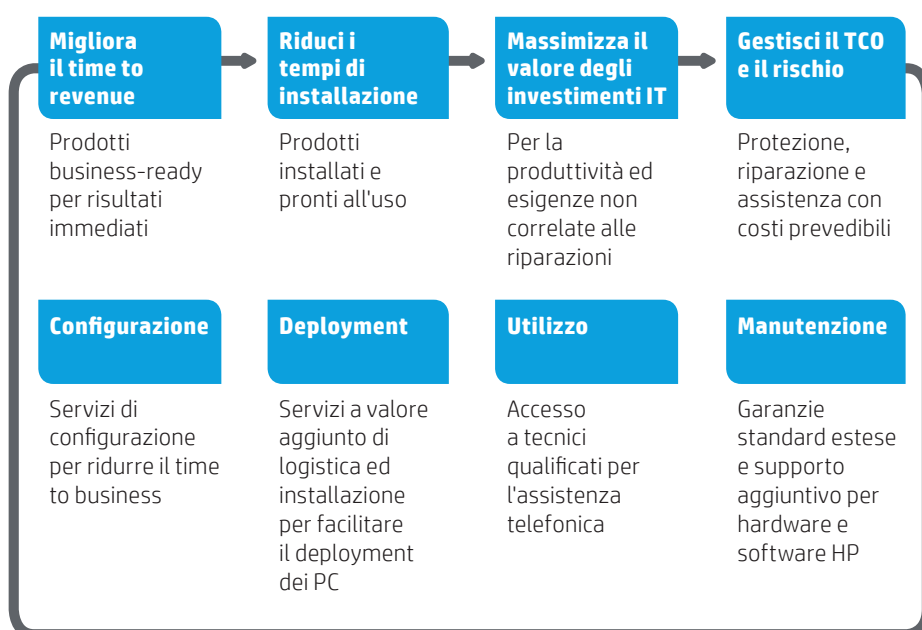 Migliora
il time to
revenue
Prodotti
business-ready
per risultati
immediati
Riduci i
tempi di
installazione
Prodotti
installati e
pronti all'uso
Massimizza il
valore degli
investimenti IT
Per la
produttività ed
esigenze non
correlate alle
riparazioni
Gestisci il TCO
e il rischio
Protezione,
riparazione e
assistenza con
costi prevedibili
Configurazione
Servizi di
configurazione
per ridurre il time
to business
Deployment
Servizi a valore
aggiunto di
logistica ed
installazione
per facilitare
il deployment
dei PC
Utilizzo
Accesso
a tecnici
qualificati per
l'assistenza
telefonica
Manutenzione
Garanzie
standard estese
e supporto
aggiuntivo per
hardware e
software HP